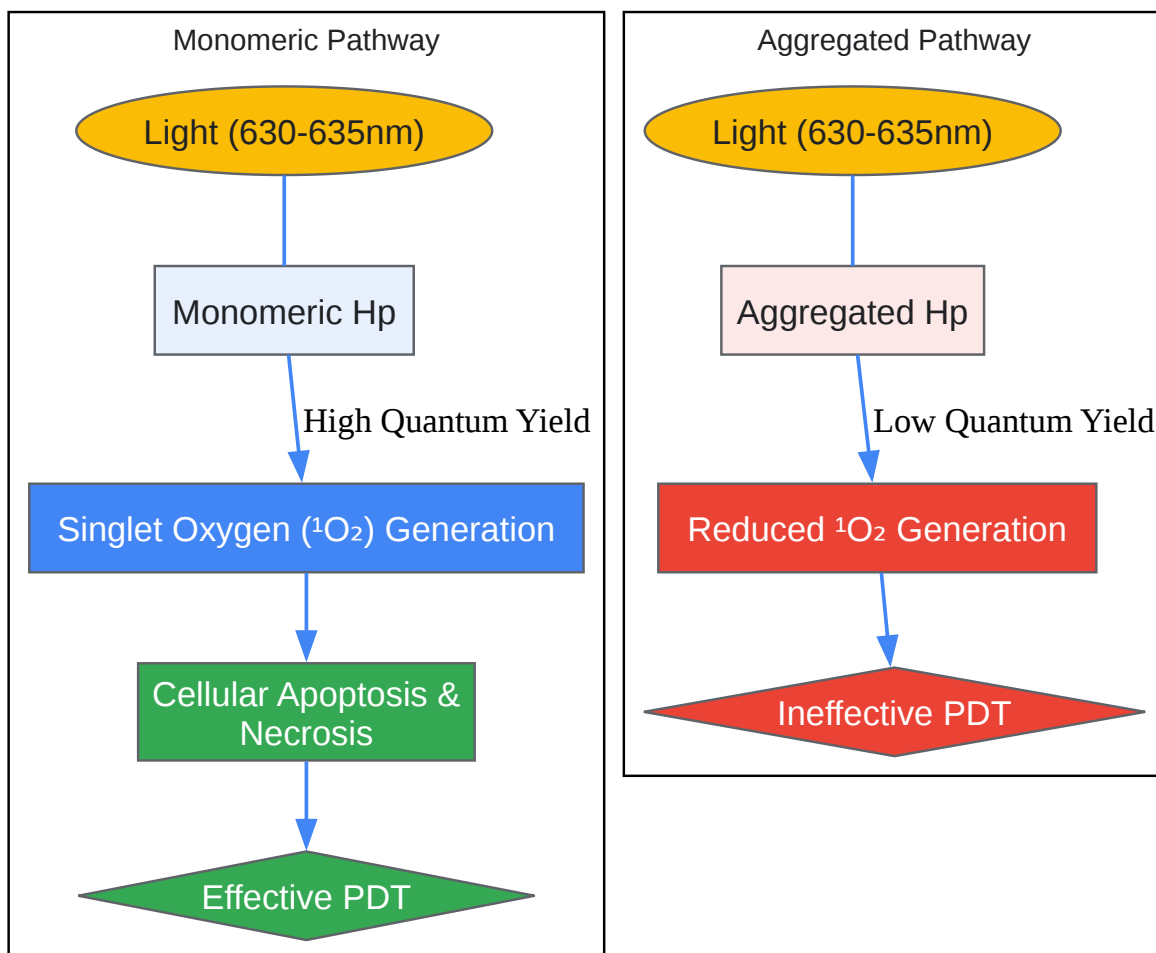 Monomeric Pathway
Light (630-635nm)
Monomeric Hp
High Quantum Yield
Singlet Oxygen (¹O₂) Generation
Cellular Apoptosis &
Necrosis
Effective PDT
Aggregated Pathway
Light (630-635nm)
Aggregated Hp
Low Quantum Yield
Reduced ¹O₂ Generation
Ineffective PDT